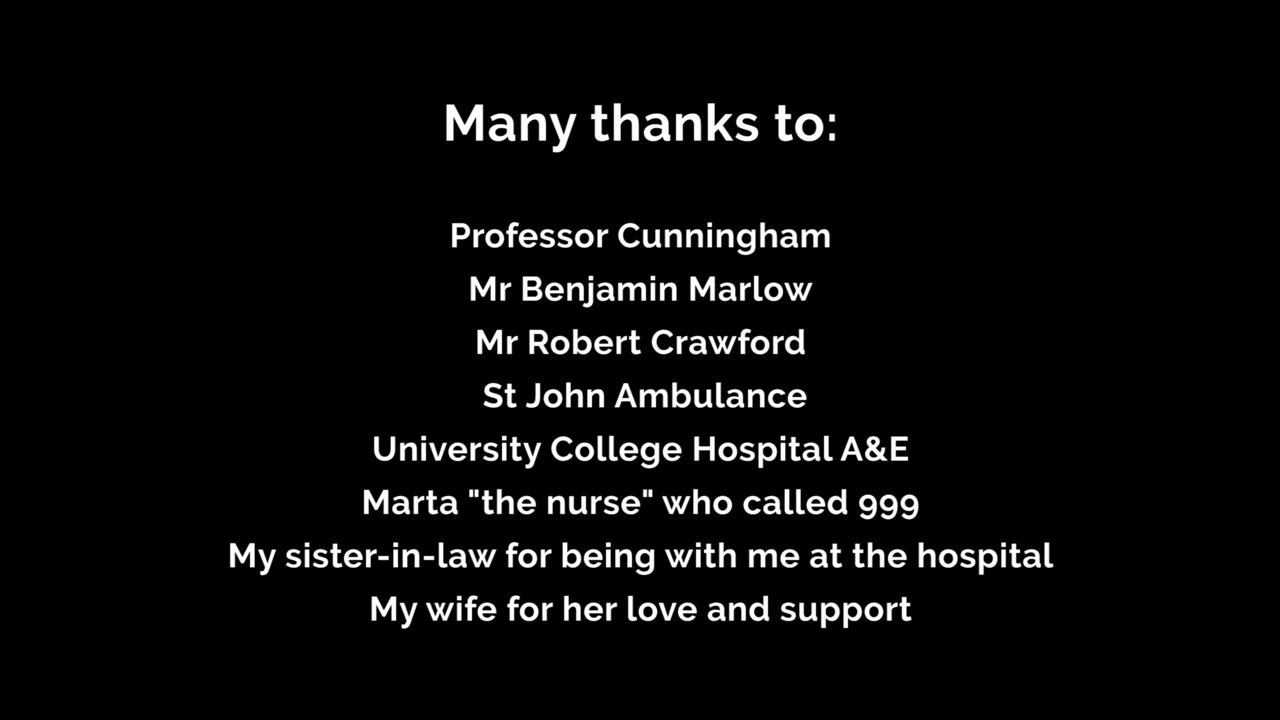 Many thanks to:
Professor Cunningham
Mr Benjamin Marlow
Mr Robert Crawford
St John Ambulance
University College Hospital A&E
Marta "the nurse" who called 999
My sister-in-law for being with me at the hospital
My wife for her love and support